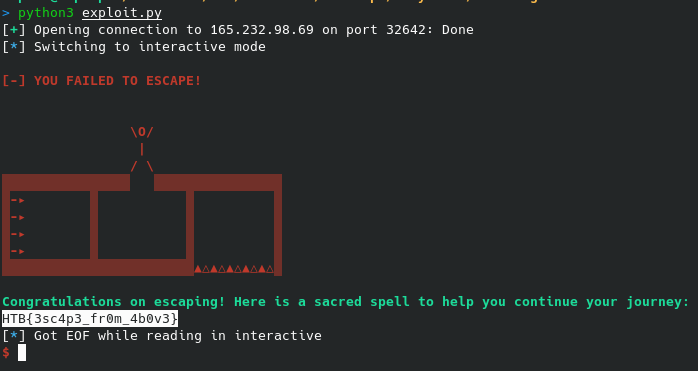 > python3 exploit.py
[+] Opening connection to 165.232.98.69 on port 32642: Done
[*] Switching to interactive mode
[-] YOU FAILED TO ESCAPE!
\O/
|
/ \
Congratulations on escaping! Here is a sacred spell to help you continue your journey:
HTB{3sc4p3_fr0m_4b0v3}
[*] Got EOF while reading in interactive
$